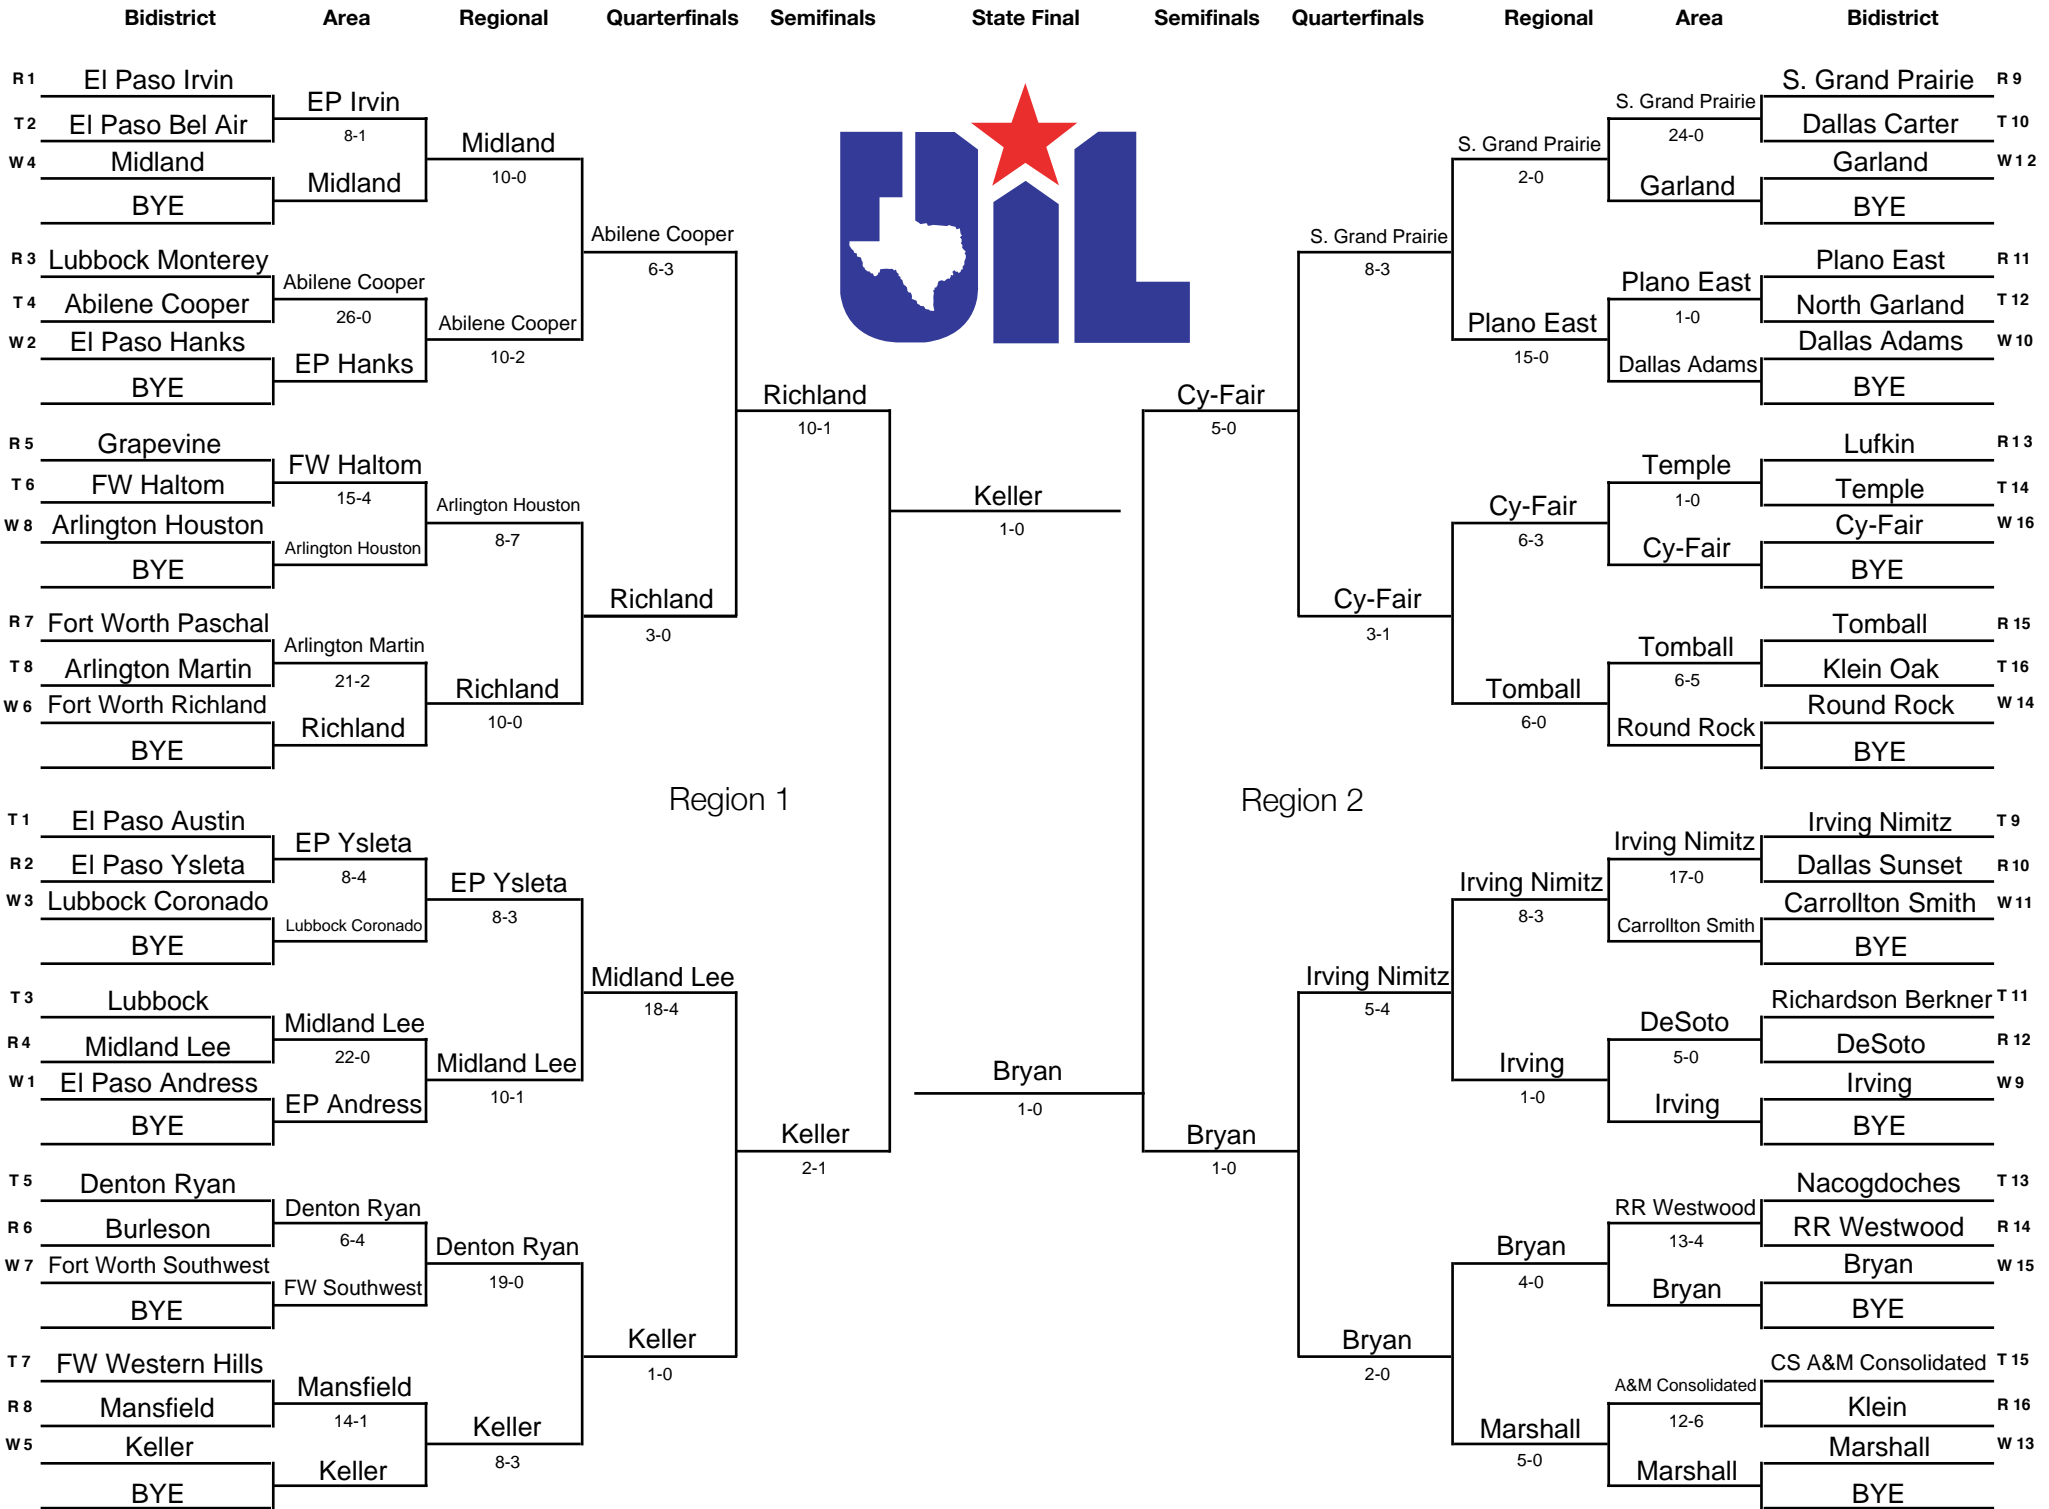 Bidistrict Area Regional Quarterfinals Semifinals State Final Semifinals Quarterfinals Regional Area Bidistrict
R 1 El Paso Irvin
EP Irvin
8-1
T 2 El Paso Bel Air
Midland
10-0
W 4 Midland
Midland
BYE
Abilene Cooper
6-3
R 3 Lubbock Monterey
Abilene Cooper
26-0
T 4 Abilene Cooper
Abilene Cooper
10-2
W 2 El Paso Hanks
EP Hanks
BYE
Richland
10-1
R 5 Grapevine
FW Haltom
15-4
T 6 FW Haltom
Arlington Houston
8-7
W 8 Arlington Houston
Arlington Houston
BYE
Richland
3-0
R 7 Fort Worth Paschal
Arlington Martin
21-2
T 8 Arlington Martin
Richland
10-0
W 6 Fort Worth Richland
Richland
BYE
Region 1
T 1 El Paso Austin
EP Ysleta
8-4
R 2 El Paso Ysleta
EP Ysleta
8-3
W 3 Lubbock Coronado
Lubbock Coronado
BYE
Midland Lee
18-4
T 3 Lubbock
Midland Lee
22-0
R 4 Midland Lee
Midland Lee
10-1
W 1 El Paso Andress
EP Andress
BYE
Keller
2-1
T 5 Denton Ryan
Denton Ryan
6-4
R 6 Burleson
Denton Ryan
19-0
W 7 Fort Worth Southwest
FW Southwest
BYE
Keller
1-0
T 7 FW Western Hills
Mansfield
14-1
R 8 Mansfield
Keller
8-3
W 5 Keller
Keller
BYE
UIL
Keller
1-0
Bryan
1-0
S. Grand Prairie R 9
S. Grand Prairie
24-0
Dallas Carter T 10
S. Grand Prairie
2-0
Garland W 1 2
Garland
BYE
S. Grand Prairie
8-3
Plano East R 11
Plano East
1-0
North Garland T 12
Plano East
15-0
Dallas Adams W 10
Dallas Adams
BYE
Cy-Fair
5-0
Lufkin R 1 3
Temple
1-0
Temple T 14
Cy-Fair
6-3
Cy-Fair W 16
Cy-Fair
BYE
Cy-Fair
3-1
Tomball R 15
Tomball
6-5
Klein Oak T 16
Tomball
6-0
Round Rock W 14
Round Rock
BYE
Region 2
Irving Nimitz T 9
Irving Nimitz
17-0
Dallas Sunset R 10
Irving Nimitz
8-3
Carrollton Smith W 11
Carrollton Smith
BYE
Irving Nimitz
5-4
Richardson Berkner T 11
DeSoto
5-0
DeSoto R 12
Irving
1-0
Irving W 9
Irving
BYE
Bryan
1-0
Nacogdoches T 13
RR Westwood
13-4
RR Westwood R 14
Bryan
4-0
Bryan W 15
Bryan
BYE
Bryan
2-0
CS A&M Consolidated T 15
A&M Consolidated
12-6
Klein R 16
Marshall
5-0
Marshall W 13
Marshall
BYE